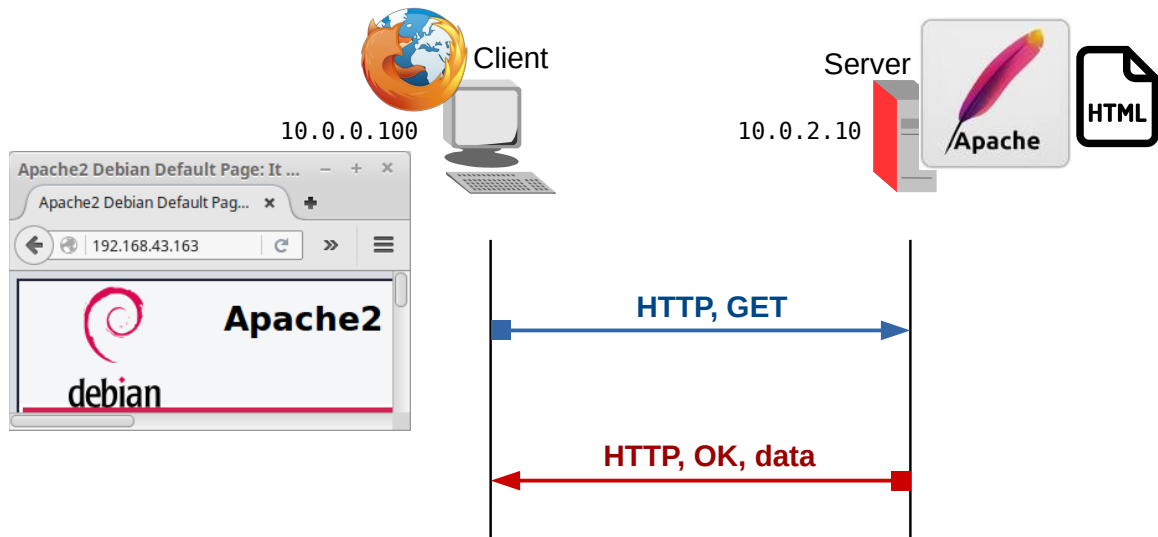 Client
Server
10.0.0.100
10.0.2.10
Apache
HTML
Apache2 Debian Default Page: It ...
Apache2 Debian Default Pag...
192.168.43.163
Apache2
debian
HTTP, GET
HTTP, OK, data